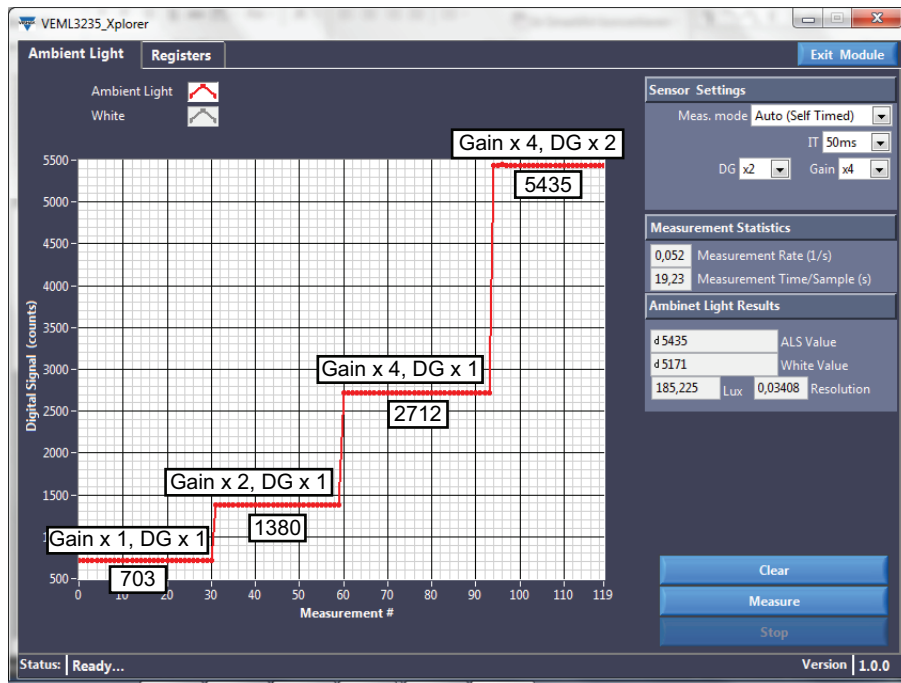 VEML3235_Xplorer
Ambient Light
Registers
Exit Module
Ambient Light
White
Sensor Settings
Meas. mode Auto (Self Timed)
IT 50ms
DG x2 Gain x4
Measurement Statistics
0,052 Measurement Rate (1/s)
19,23 Measurement Time/Sample (s)
Ambinet Light Results
d 5435 ALS Value
d 5171 White Value
185,225 Lux 0,03408 Resolution
Digital Signal (counts)
5500
5000
4500
4000
3500
3000
2500
2000
1500
500
Gain x 4, DG x 2
5435
Gain x 4, DG x 1
2712
Gain x 2, DG x 1
1380
Gain x 1, DG x 1
703
0 10 20 30 40 50 60 70 80 90 100 110 119
Measurement #
Clear
Measure
Stop
Status: Ready...
Version 1.0.0